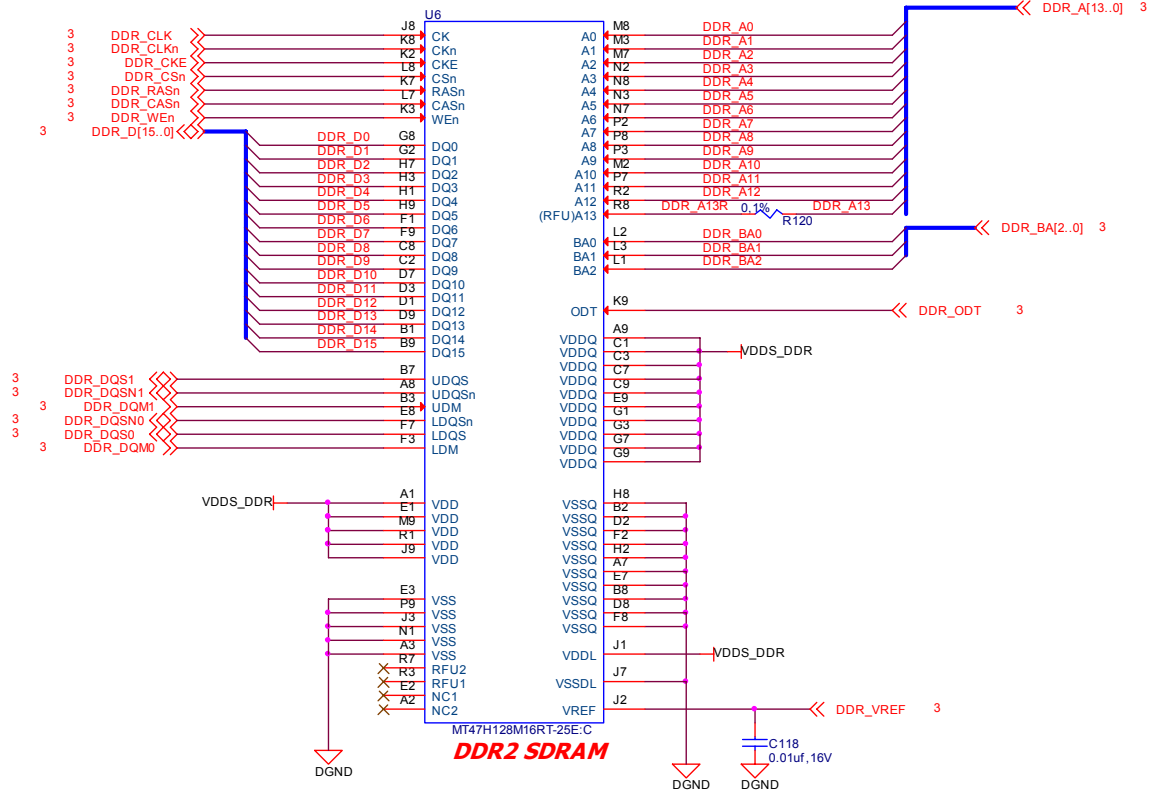 U6
DDR_A[13..0] 3
3 DDR_CLK J8 CK
3 DDR_CLKn K8 CKn
3 DDR_CKE K2 CKE
3 DDR_CSn L8 CSn
3 DDR_RASn K7 RASn
3 DDR_CASn L7 CASn
3 DDR_WEn K3 WEn
3 DDR_D[15..0]
DDR_D0 G8 DQ0
DDR_D1 G2 DQ1
DDR_D2 H7 DQ2
DDR_D3 H3 DQ3
DDR_D4 H1 DQ4
DDR_D5 H9 DQ5
DDR_D6 F1 DQ6
DDR_D7 F9 DQ7
DDR_D8 C8 DQ8
DDR_D9 C2 DQ9
DDR_D10 D7 DQ10
DDR_D11 D3 DQ11
DDR_D12 D1 DQ12
DDR_D13 D9 DQ13
DDR_D14 B1 DQ14
DDR_D15 B9 DQ15
3 DDR_DQS1 B7 UDQS
3 DDR_DQSN1 A8 UDQSn
3 DDR_DQM1 B3 UDM
3 DDR_DQSN0 E8 LDQSn
3 DDR_DQS0 F7 LDQS
3 DDR_DQM0 F3 LDM
VDDS_DDR A1 VDD
E1 VDD
M9 VDD
R1 VDD
J9 VDD
E3 VSS
P9 VSS
J3 VSS
N1 VSS
A3 VSS
R7 RFU2
R3 RFU1
E2 NC1
A2 NC2
DGND
A0 M8 DDR_A0
A1 M3 DDR_A1
A2 M7 DDR_A2
A3 N2 DDR_A3
A4 N8 DDR_A4
A5 N3 DDR_A5
A6 N7 DDR_A6
A7 P2 DDR_A7
A8 P8 DDR_A8
A9 P3 DDR_A9
A10 M2 DDR_A10
A11 P7 DDR_A11
A12 R2 DDR_A12
(RFU)A13 R8 DDR_A13R 0,1% R120 DDR_A13
BA0 L2 DDR_BA0 DDR_BA[2..0] 3
BA1 L3 DDR_BA1
BA2 L1 DDR_BA2
ODT K9 DDR_ODT 3
VDDQ A9
VDDQ C1 VDDS_DDR
VDDQ C3
VDDQ C7
VDDQ C9
VDDQ E9
VDDQ G1
VDDQ G3
VDDQ G7
VDDQ G9
VSSQ H8
VSSQ B2
VSSQ D2
VSSQ F2
VSSQ H2
VSSQ A7
VSSQ E7
VSSQ B8
VSSQ D8
VSSQ F8
VDDL J1 VDDS_DDR
VSSDL J7
VREF J2 DDR_VREF 3
C118
0.01uf,16V
DGND
DGND
MT47H128M16RT-25E:C
DDR2 SDRAM